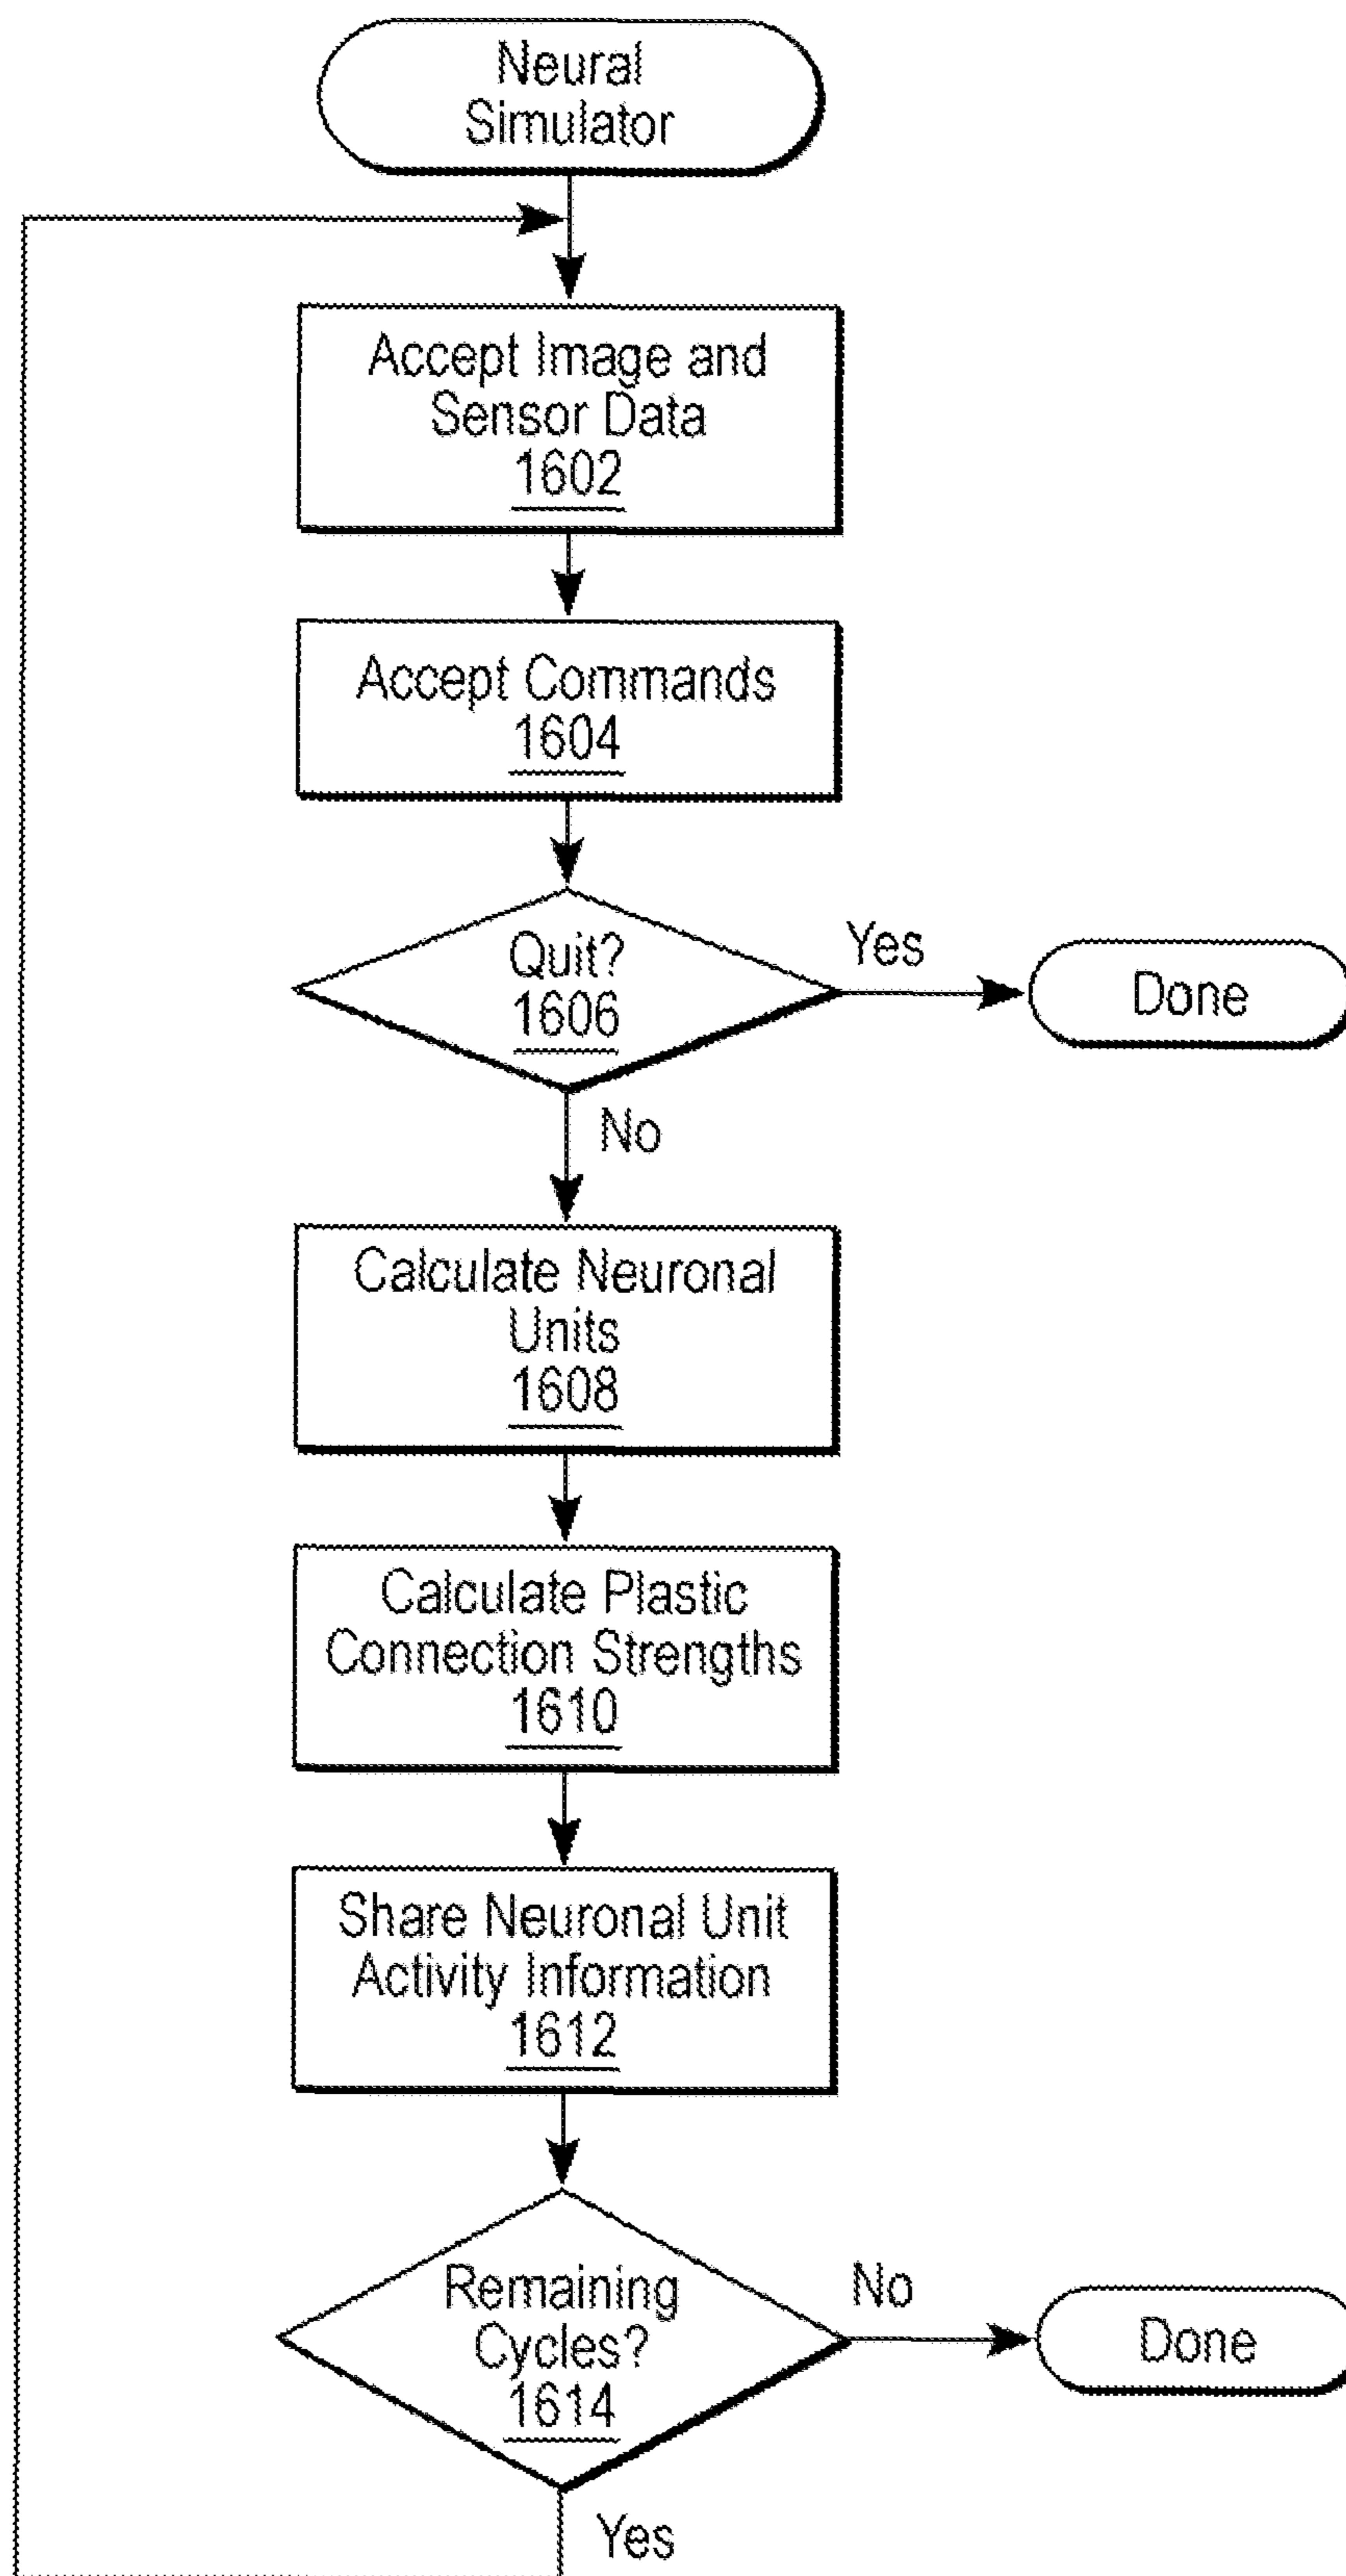 Neural
Simulator
Accept Image and
Sensor Data
1602
Accept Commands
1604
Quit?
1606
Yes
Done
No
Calculate Neuronal
Units
1608
Calculate Plastic
Connection Strengths
1610
Share Neuronal Unit
Activity Information
1612
Remaining
Cycles?
1614
No
Done
Yes